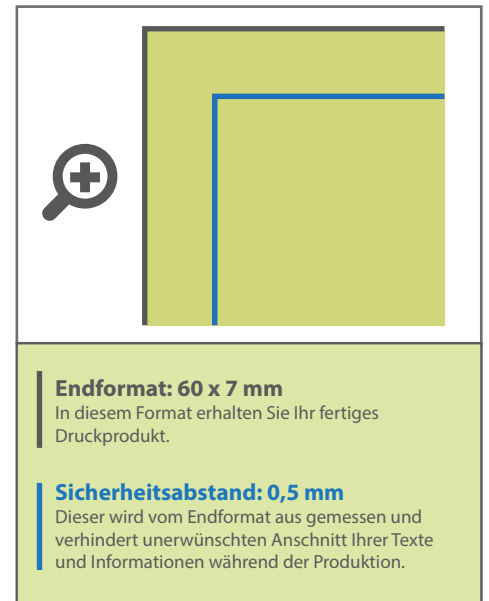 Endformat: 60 x 7 mm
In diesem Format erhalten Sie Ihr fertiges
Druckprodukt.
Sicherheitsabstand: 0,5 mm
Dieser wird vom Endformat aus gemessen und
verhindert unerwünschten Anschnitt Ihrer Texte
und Informationen während der Produktion.